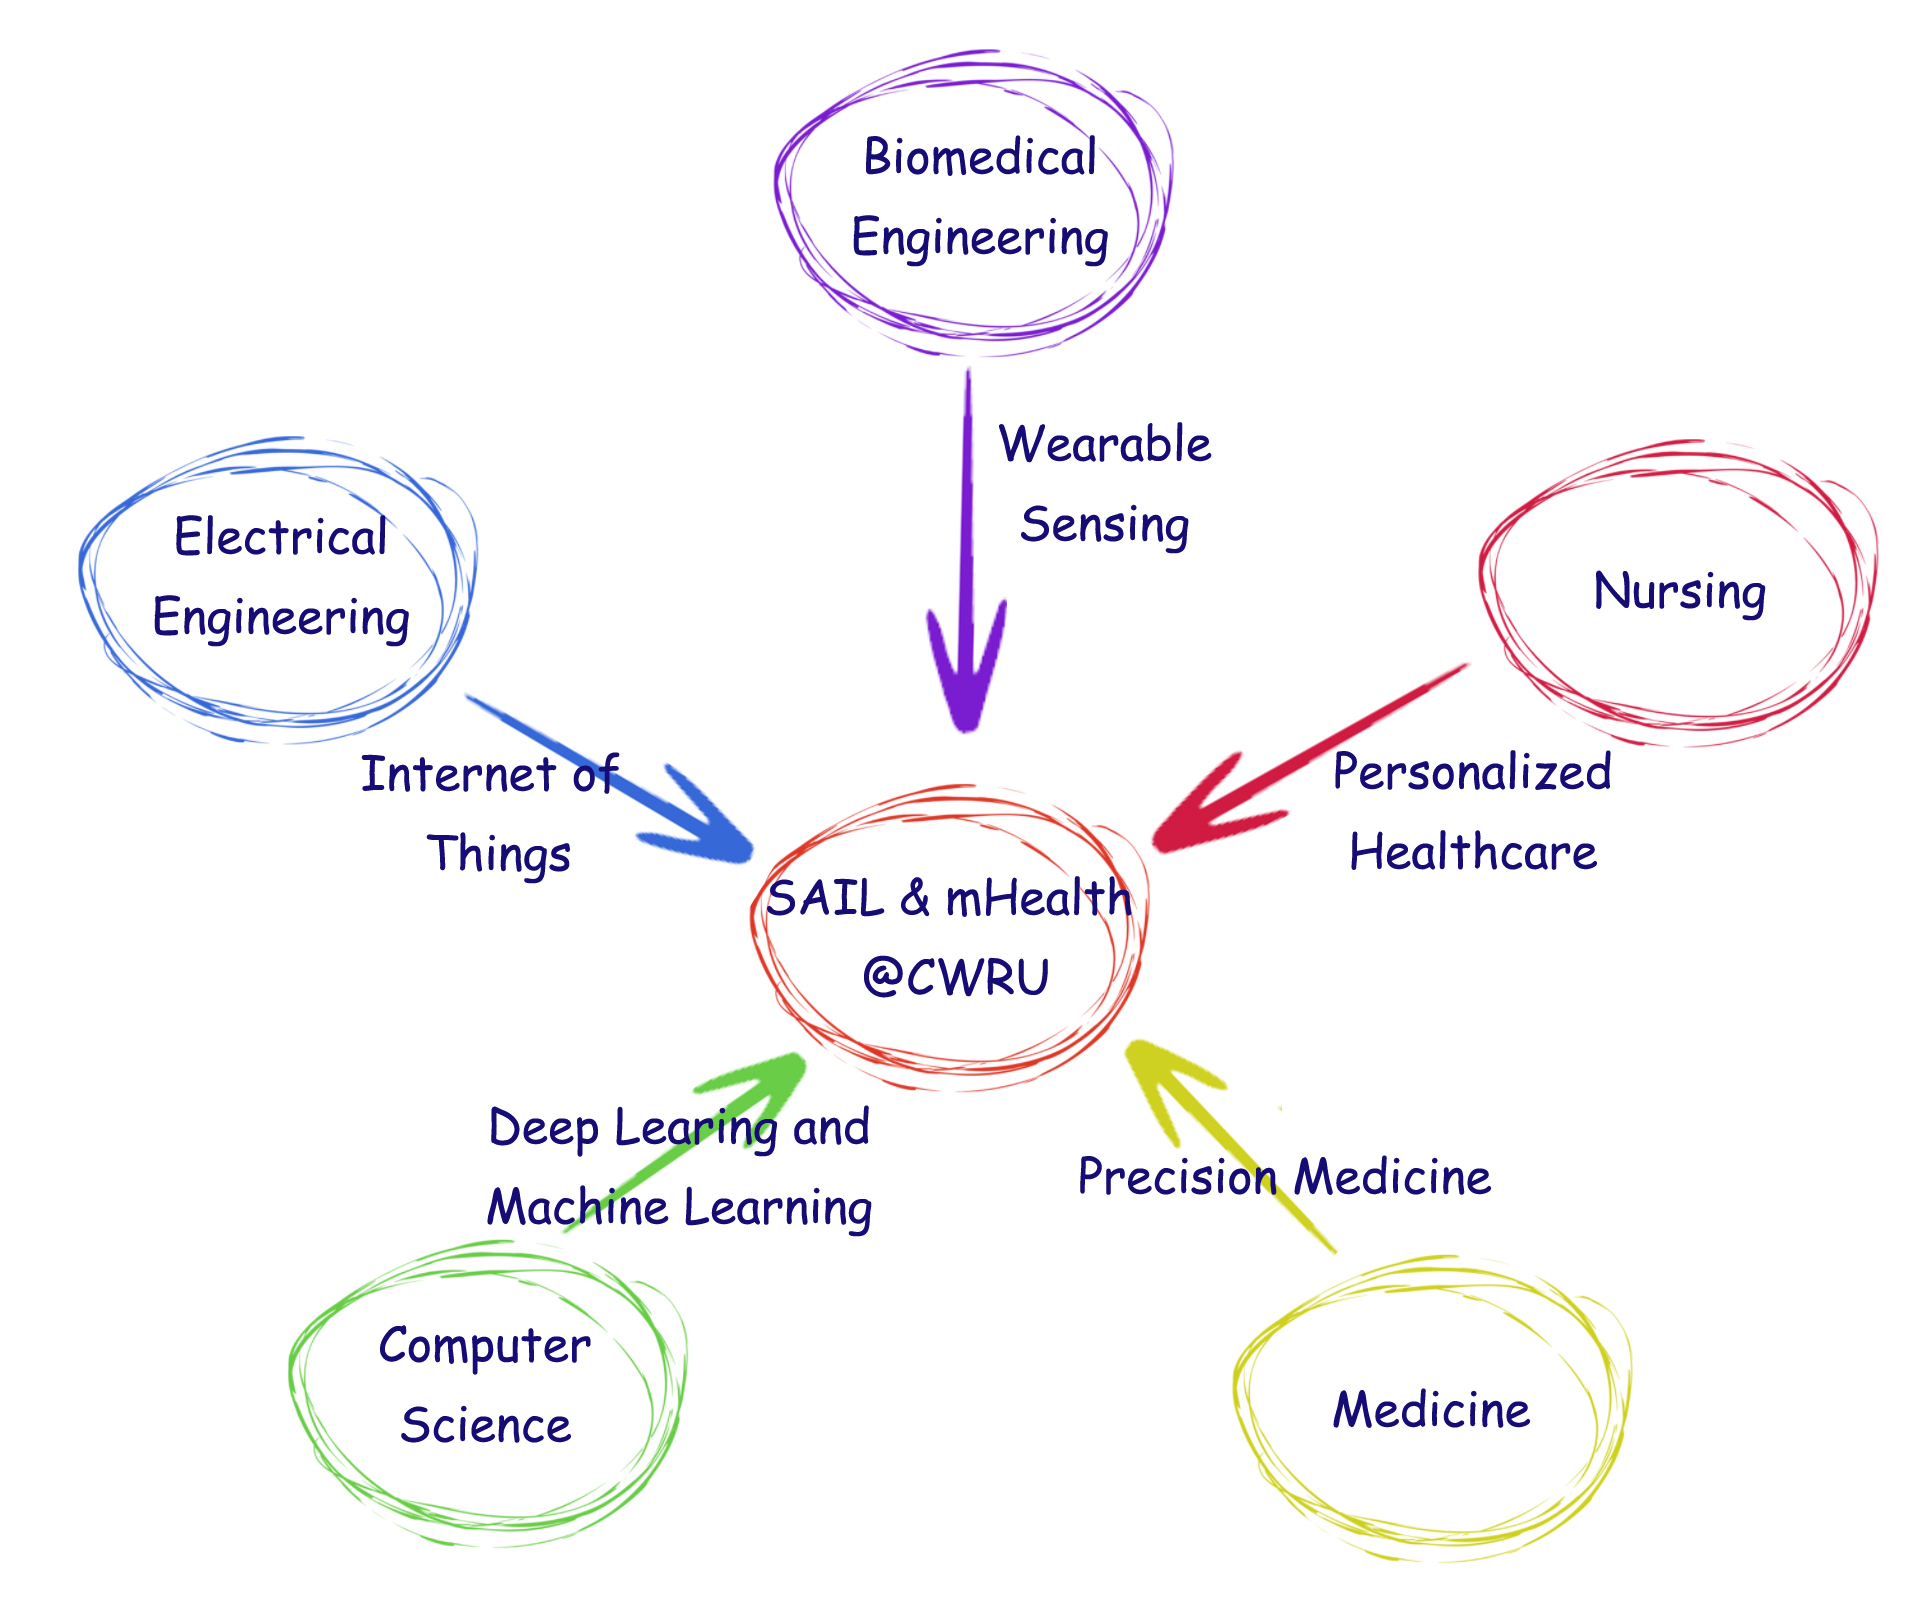 Biomedical
Engineering
Wearable
Sensing
Electrical
Engineering
Nursing
Internet of
Things
Personalized
Healthcare
SAIL & mHealth
@CWRU
Deep Learing and
Machine Learning
Precision Medicine
Computer
Science
Medicine